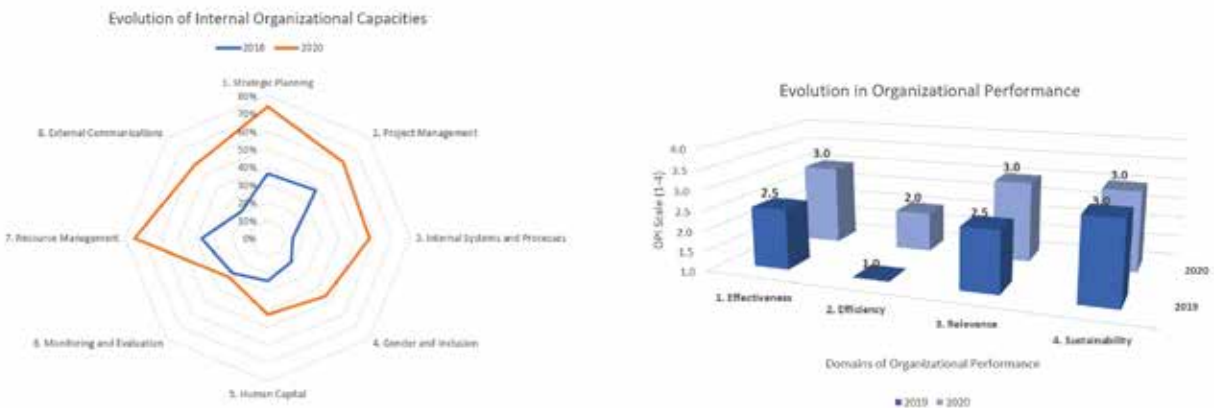 Evolution of Internal Organizational Capacities
2018 2020
1. Strategic Planning
80%
70%
60%
50%
40%
30%
20%
10%
0%
2. Project Management
3. Internal Systems and Processes
4. Gender and Inclusion
5. Human Capital
6. Monitoring and Evaluation
7. Resource Management
8. External Communications
Evolution in Organizational Performance
OPI Scale (1-4)
4.0
3.5
3.0
2.5
2.0
1.5
1.0
3.0
2.0
3.0
3.0
2.5
1.0
2.5
3.0
1. Effectiveness
2. Efficiency
3. Relevance
4. Sustainability
2020
2019
Domains of Organizational Performance
2019 2020